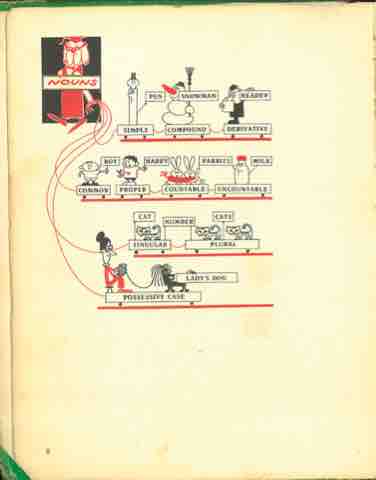 NOUNS
PEN SNOWMAN READER
SIMPLE COMPOUND DERIVATIVE
BOY HARRY RABBITS MILK
COMMON PROPER COUNTABLE UNCOUNTABLE
CAT NUMBER CATS
SINGULAR PLURAL
LADY'S DOG
POSSESSIVE CASE